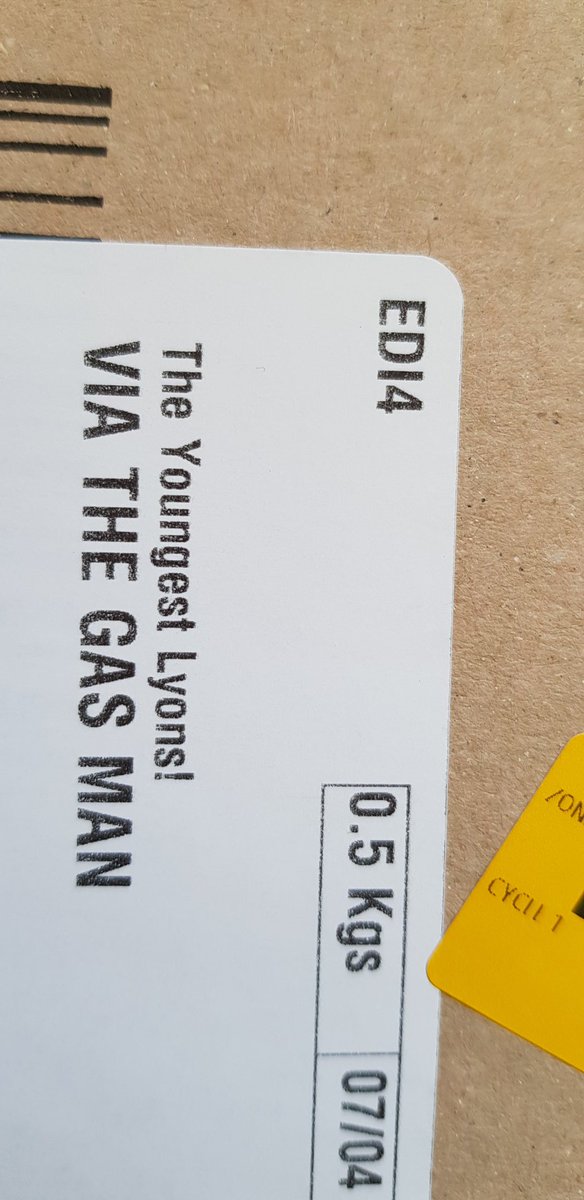 EDI4
0.5 Kgs
07/04
The Youngest Lyons!
VIA THE GAS MAN
CYCLE 1